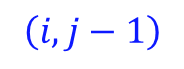 (i, j − 1)